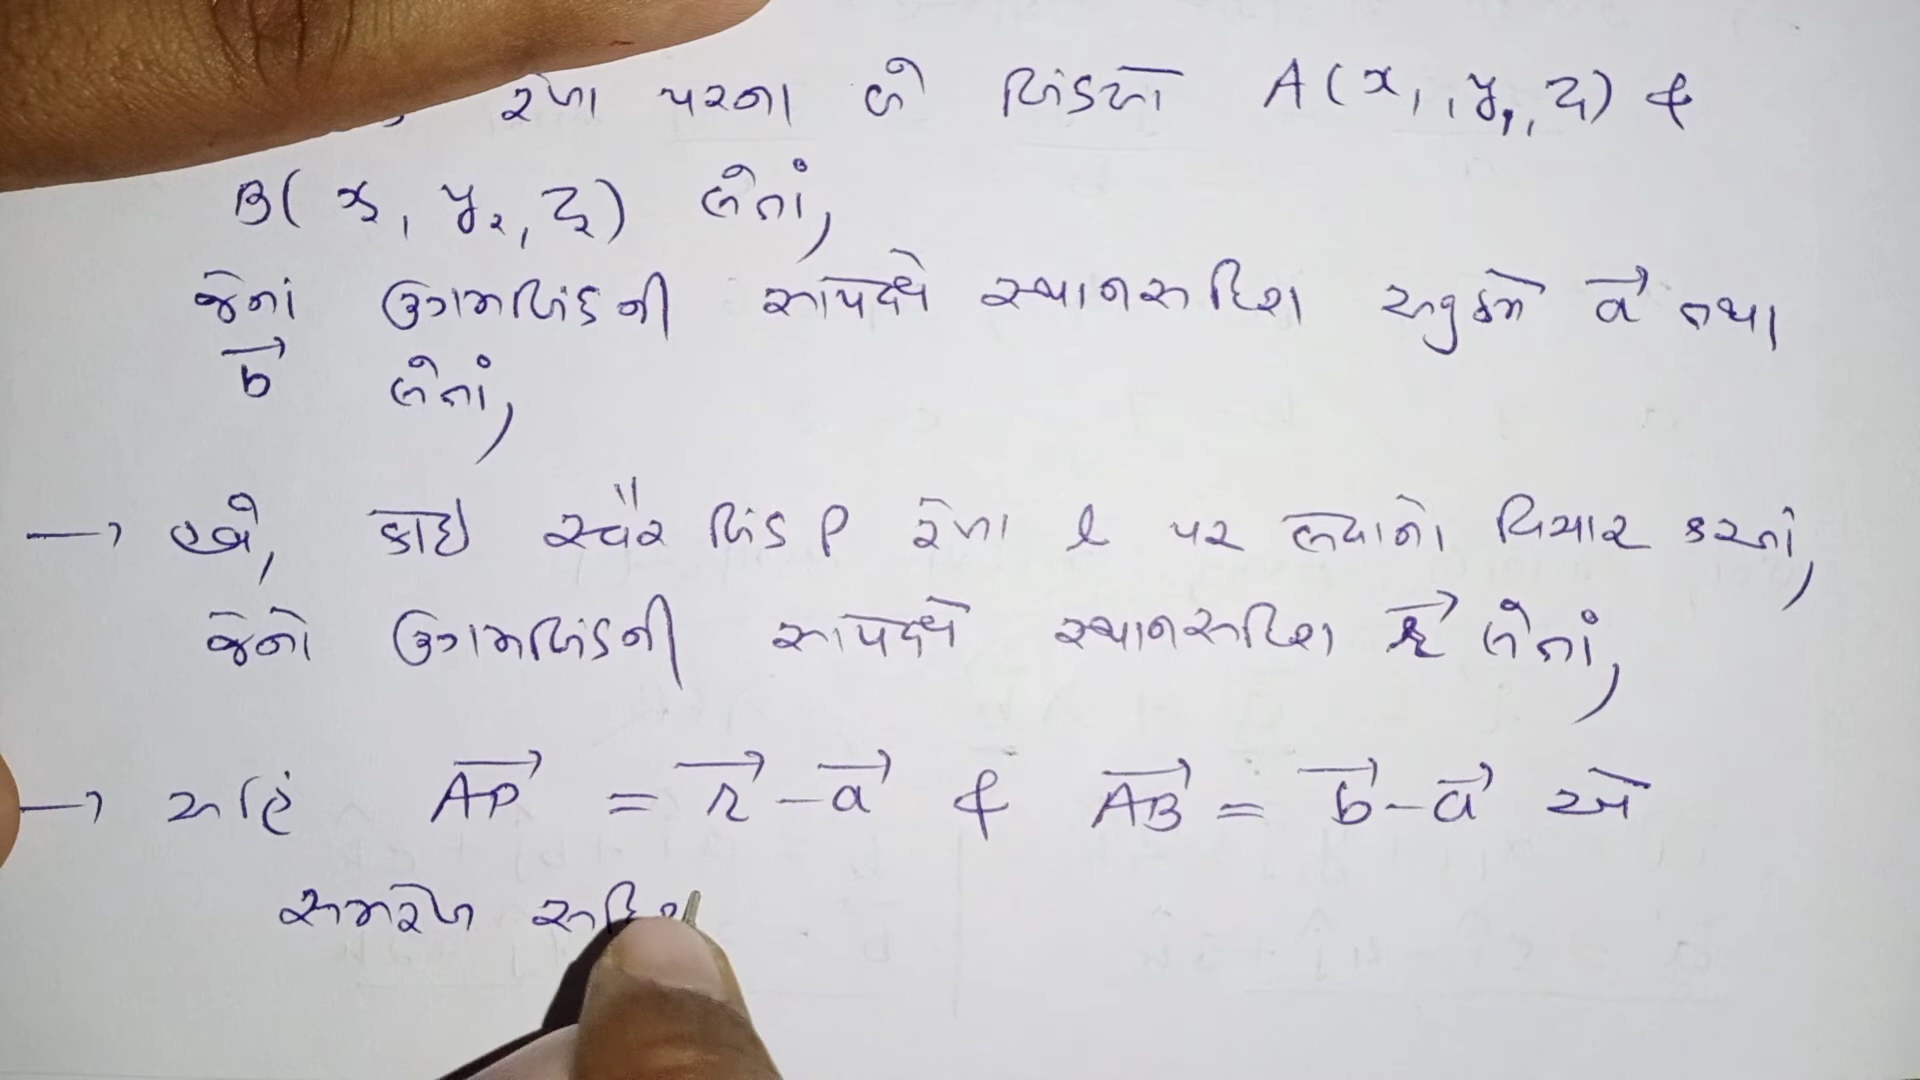 રેખા પરના બે બિંદુઓ A(x₁, y₁, z₁) &
B(x₂, y₂, z₂) લેતાં,
જેનાં ઉગમબિંદુની સાપેક્ષે સ્થાનસદિશ અનુક્રમે a⃗ તથા
b⃗ લેતાં,
→ હવે, કોઇ સ્વૈર બિંદુ P રેખા l પર હોવાનો વિચાર કરતાં,
જેનો ઉગમબિંદુની સાપેક્ષે સ્થાનસદિશ r⃗ લેતાં,
→ અહિં AP⃗ = r⃗ - a⃗ & AB⃗ = b⃗ - a⃗ એ
સમરેખ સદિશ